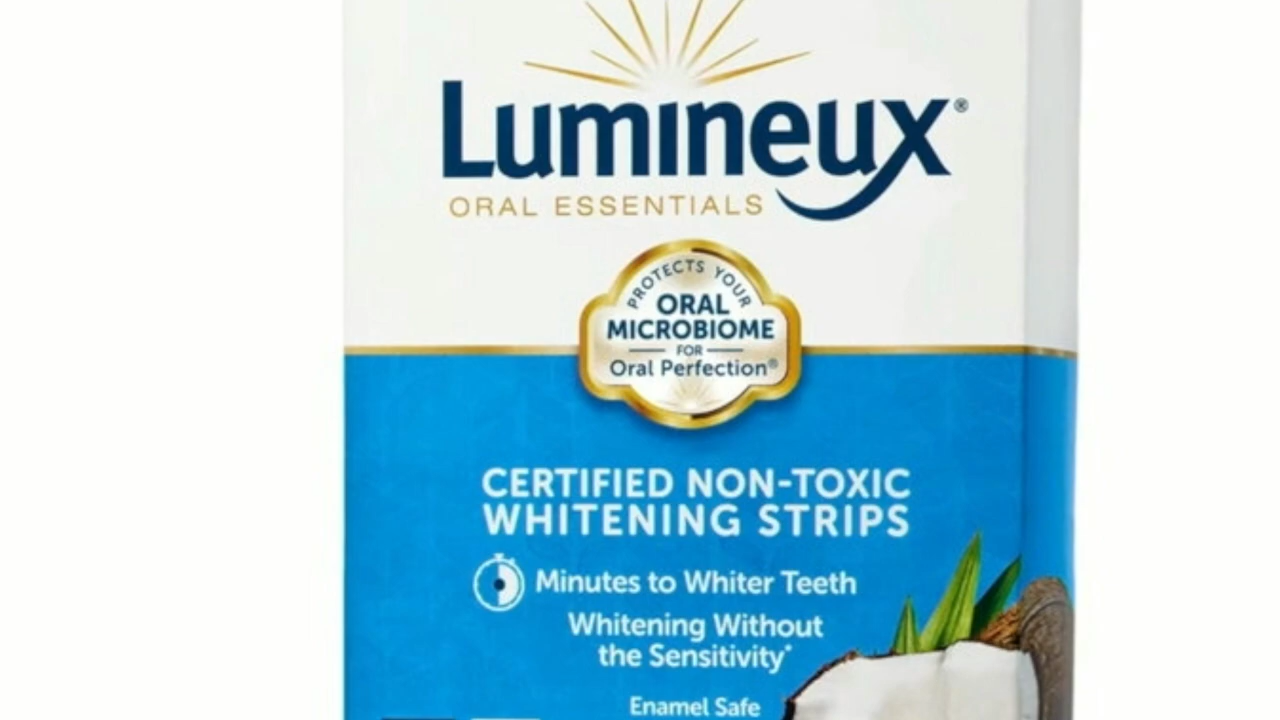 Lumineux®
ORAL ESSENTIALS
PROTECTS YOUR
ORAL
MICROBIOME
FOR
Oral Perfection®
CERTIFIED NON-TOXIC
WHITENING STRIPS
Minutes to Whiter Teeth
Whitening Without
the Sensitivity*
Enamel Safe